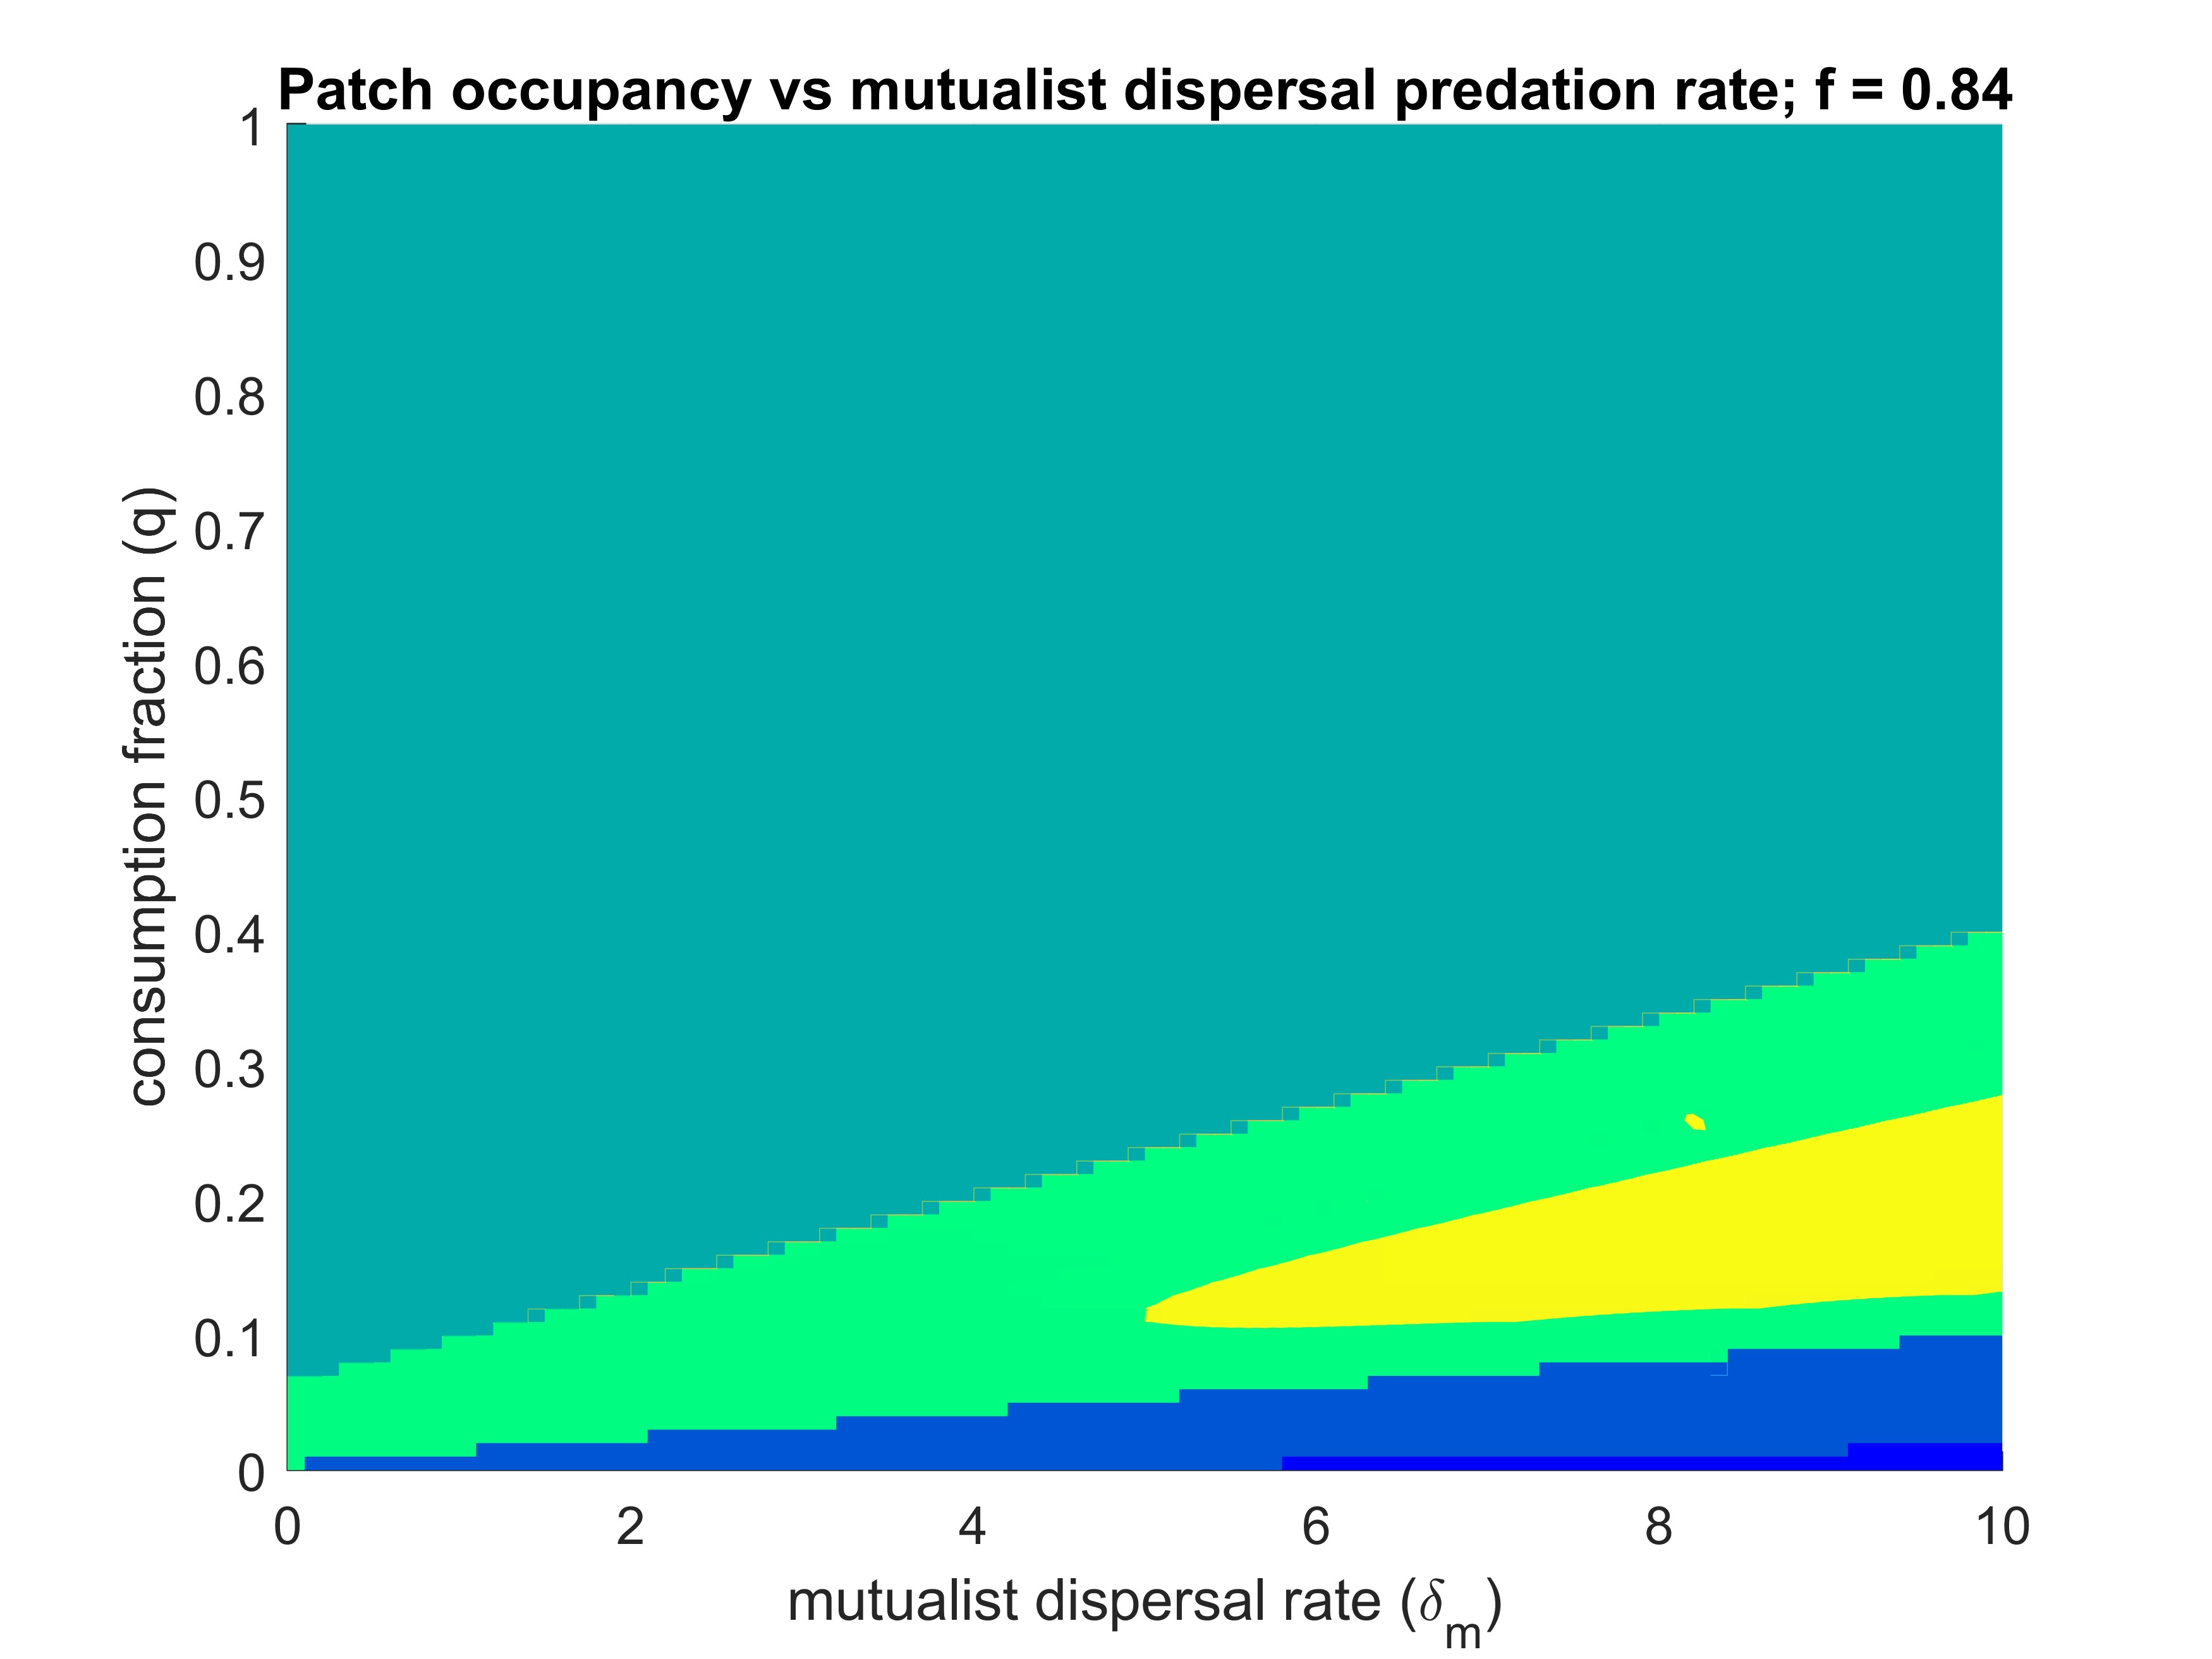 Patch occupancy vs mutualist dispersal predation rate; f = 0.84
1
0.9
0.8
0.7
0.6
0.5
0.4
0.3
0.2
0.1
0
consumption fraction (q)
0 2 4 6 8 10
mutualist dispersal rate (δm)